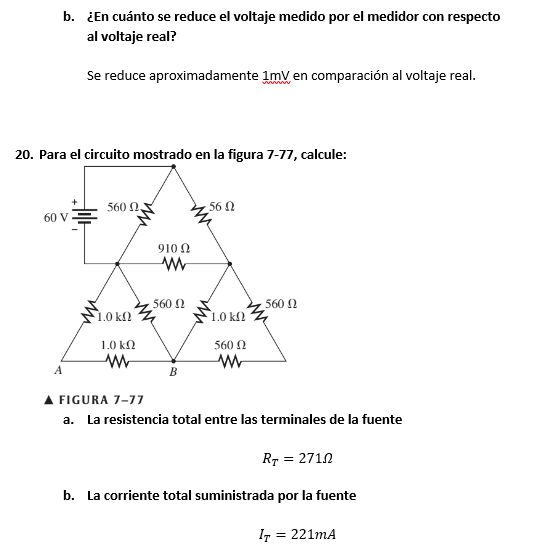 b. ¿En cuánto se reduce el voltaje medido por el medidor con respecto
al voltaje real?
Se reduce aproximadamente 1mV en comparación al voltaje real.
20. Para el circuito mostrado en la figura 7-77, calcule:
+
560 Ω
56 Ω
60 V
–
910 Ω
560 Ω
560 Ω
1.0 kΩ
1.0 kΩ
1.0 kΩ
560 Ω
A
B
▲ FIGURA 7–77
a. La resistencia total entre las terminales de la fuente
R_T = 271Ω
b. La corriente total suministrada por la fuente
I_T = 221mA